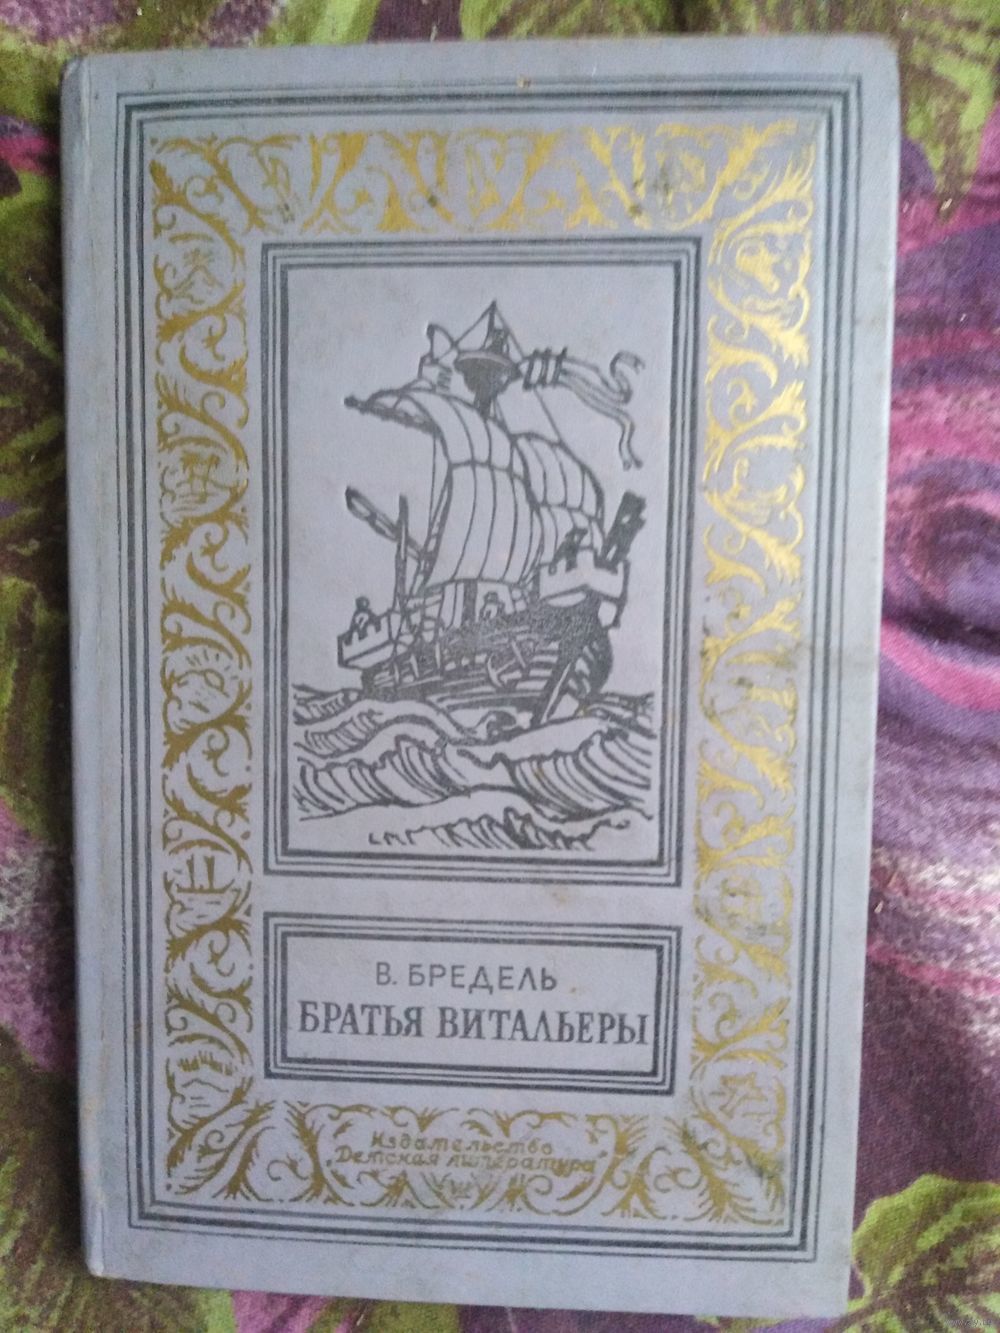 В. БРЕДЕЛЬ
БРАТЬЯ ВИТАЛЬЕРЫ
Издательство
"Детская литература"